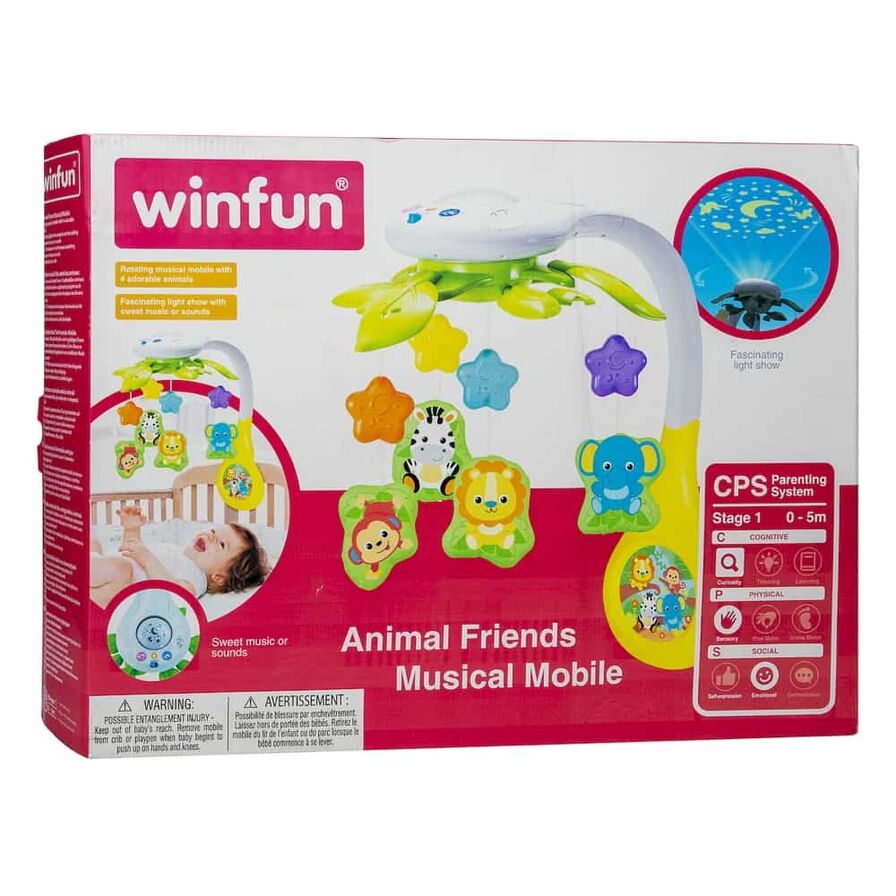 winfun®
winfun®
Rotating musical mobile with
4 adorable animals
Fascinating light show with
sweet music or sounds
Fascinating
light show
CPS Parenting
System
Stage 1 0 - 5m
C COGNITIVE
Curiosity Thinking Learning
P PHYSICAL
Sensory Fine Motor Gross Motor
S SOCIAL
Self-expression Emotional Communication
Sweet music or
sounds
Animal Friends
Musical Mobile
WARNING:
POSSIBLE ENTANGLEMENT INJURY -
Keep out of baby's reach. Remove mobile
from crib or playpen when baby begins to
push up on hands and knees.
AVERTISSEMENT :
Possibilité de blessure par enchevêtrement.
Laissez hors de portée des bébés. Retirez le
mobile du lit de l'enfant ou du parc lorsque le
bébé commence à se lever.